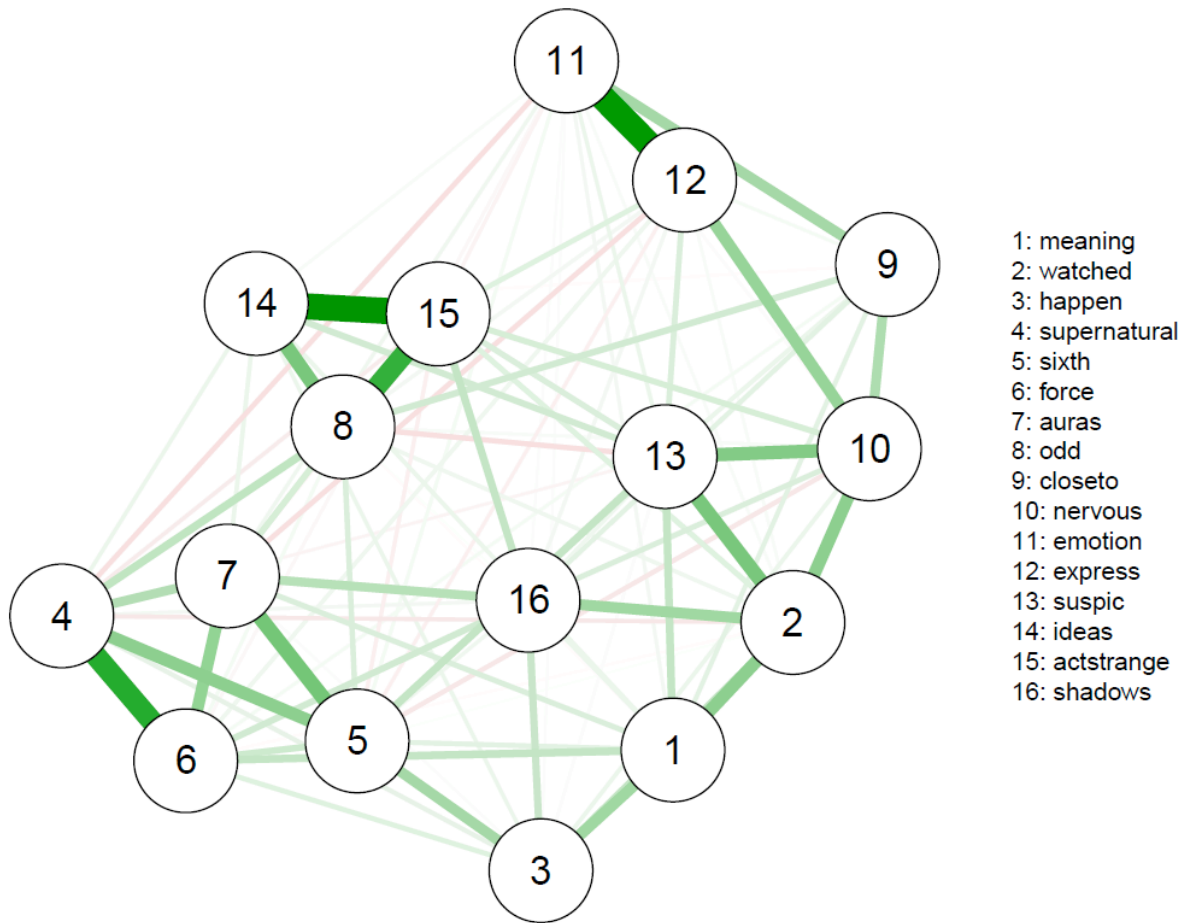 11
12
9
14
15
8
13
10
7
16
4
2
5
1
6
3
1: meaning
2: watched
3: happen
4: supernatural
5: sixth
6: force
7: auras
8: odd
9: closeto
10: nervous
11: emotion
12: express
13: suspic
14: ideas
15: actstrange
16: shadows